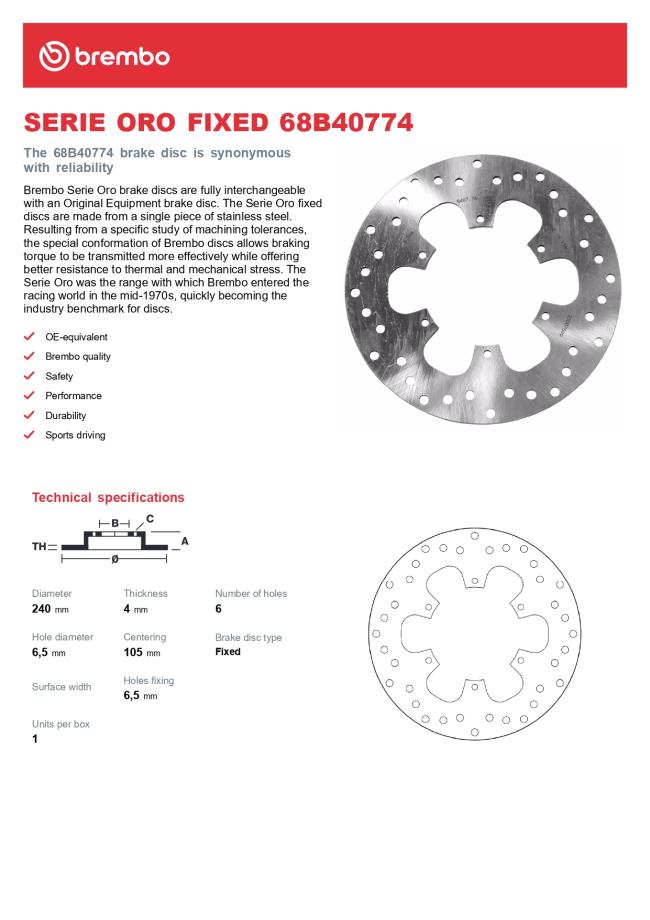 brembo
SERIE ORO FIXED 68B40774
The 68B40774 brake disc is synonymous
with reliability
Brembo Serie Oro brake discs are fully interchangeable
with an Original Equipment brake disc. The Serie Oro fixed
discs are made from a single piece of stainless steel.
Resulting from a specific study of machining tolerances,
the special conformation of Brembo discs allows braking
torque to be transmitted more effectively while offering
better resistance to thermal and mechanical stress. The
Serie Oro was the range with which Brembo entered the
racing world in the mid-1970s, quickly becoming the
industry benchmark for discs.
OE-equivalent
Brembo quality
Safety
Performance
Durability
Sports driving
Technical specifications
B
C
A
TH
Ø
Diameter
240 mm
Thickness
4 mm
Number of holes
6
Hole diameter
6,5 mm
Centering
105 mm
Brake disc type
Fixed
Surface width
Holes fixing
6,5 mm
Units per box
1